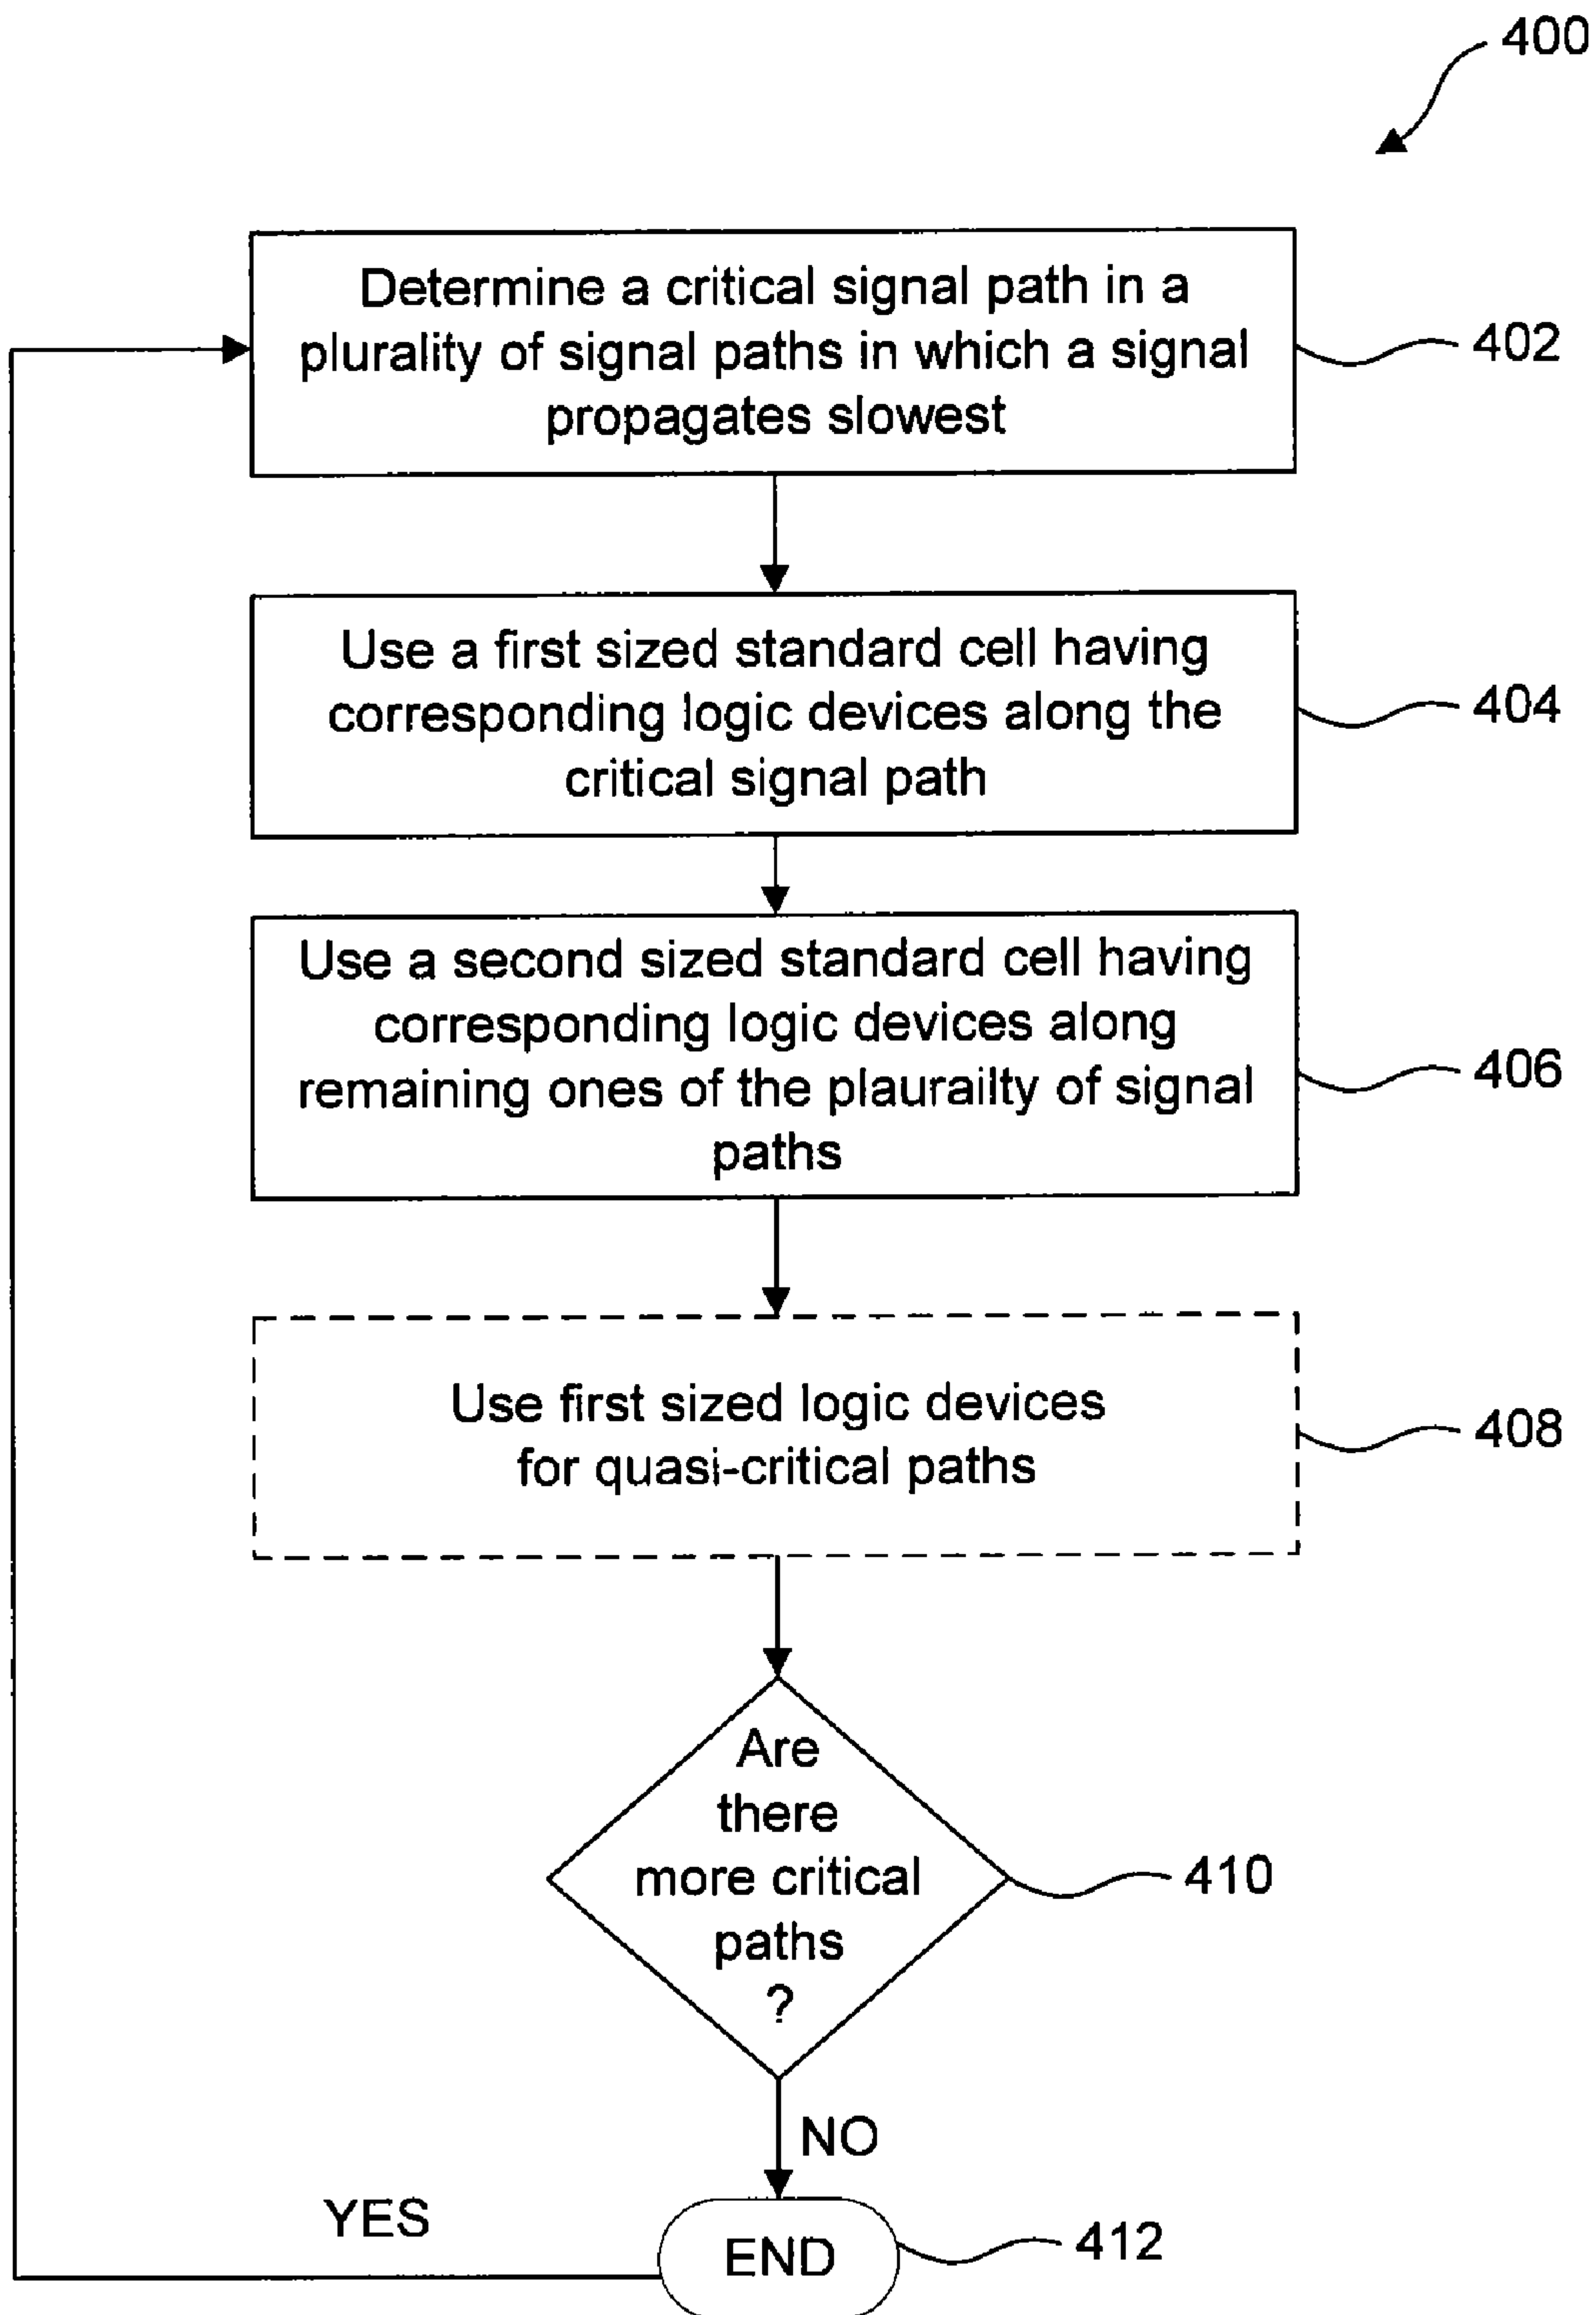 400
Determine a critical signal path in a
plurality of signal paths in which a signal
propagates slowest
402
Use a first sized standard cell having
corresponding logic devices along the
critical signal path
404
Use a second sized standard cell having
corresponding logic devices along
remaining ones of the plaurailty of signal
paths
406
Use first sized logic devices
for quasi-critical paths
408
Are
there
more critical
paths
?
410
NO
YES
END
412